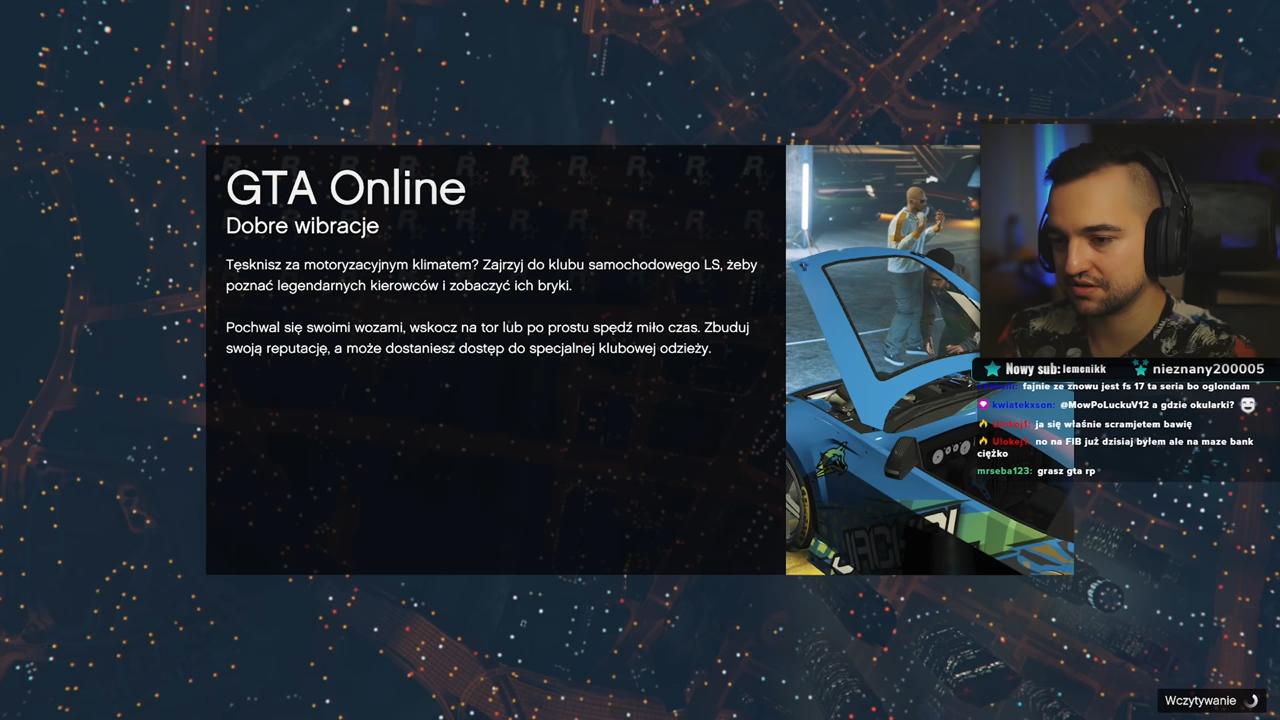 GTA Online
Dobre wibracje
Tęsknisz za motoryzacyjnym klimatem? Zajrzyj do klubu samochodowego LS, żeby
poznać legendarnych kierowców i zobaczyć ich bryki.
Pochwal się swoimi wozami, wskocz na tor lub po prostu spędź miło czas. Zbuduj
swoją reputację, a może dostaniesz dostęp do specjalnej klubowej odzieży.
Nowy sub: lemenikk
nieznany200005
fajnie ze znowu jest fs 17 ta seria bo oglondam
kwiatekxson: @MowPoLuckuV12 a gdzie okularki?
Ulokej1: ja się właśnie scramjetem bawię
Ulokej1: no na FIB już dzisiaj byłem ale na maze bank
ciężko
mrseba123: grasz gta rp
Wczytywanie